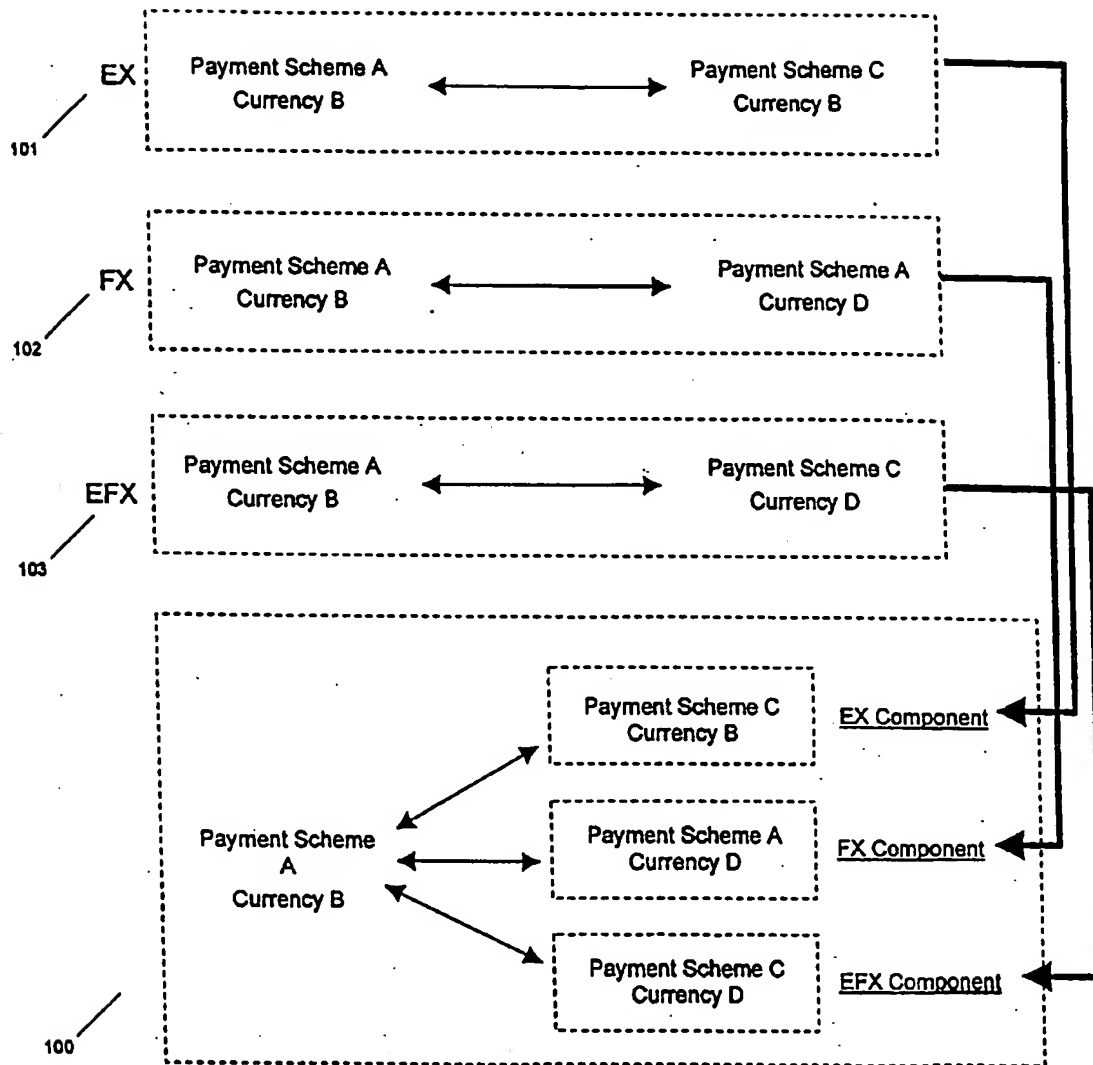 EX
Payment Scheme A
Currency B
Payment Scheme C
Currency B
101
FX
Payment Scheme A
Currency B
Payment Scheme A
Currency D
102
EFX
Payment Scheme A
Currency B
Payment Scheme C
Currency D
103
Payment Scheme C
Currency B
EX Component
Payment Scheme
A
Currency B
Payment Scheme A
Currency D
FX Component
Payment Scheme C
Currency D
EFX Component
100